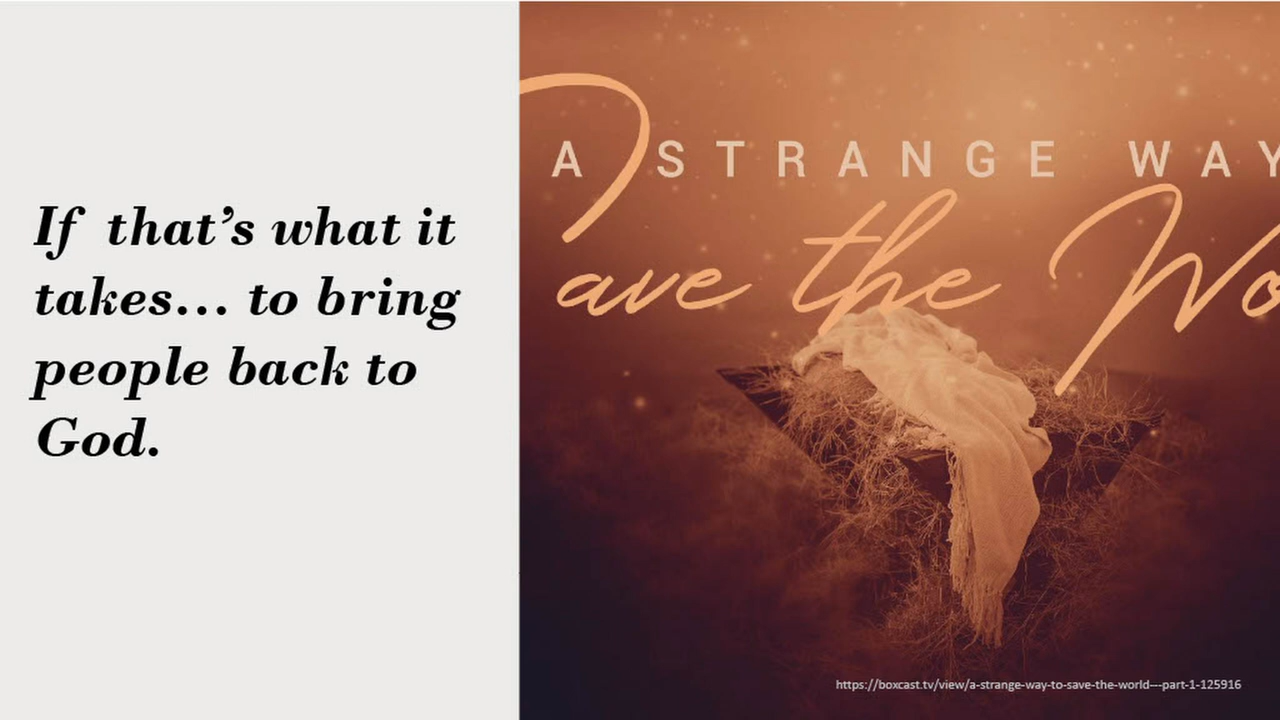 If that’s what it
takes... to bring
people back to
God.
A STRANGE WAY
ave the Wo
https://boxcast.tv/view/a-strange-way-to-save-the-world---part-1-125916